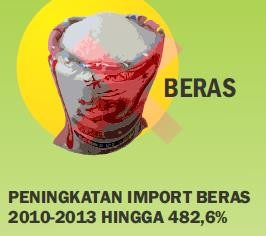 BERAS
PENINGKATAN IMPORT BERAS
2010-2013 HINGGA 482,6%